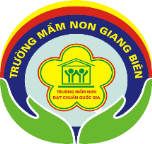 TRƯỜNG MẦM NON GIANG BIÊN
TRƯỜNG MẦM NON
ĐẠT CHUẨN QUỐC GIA